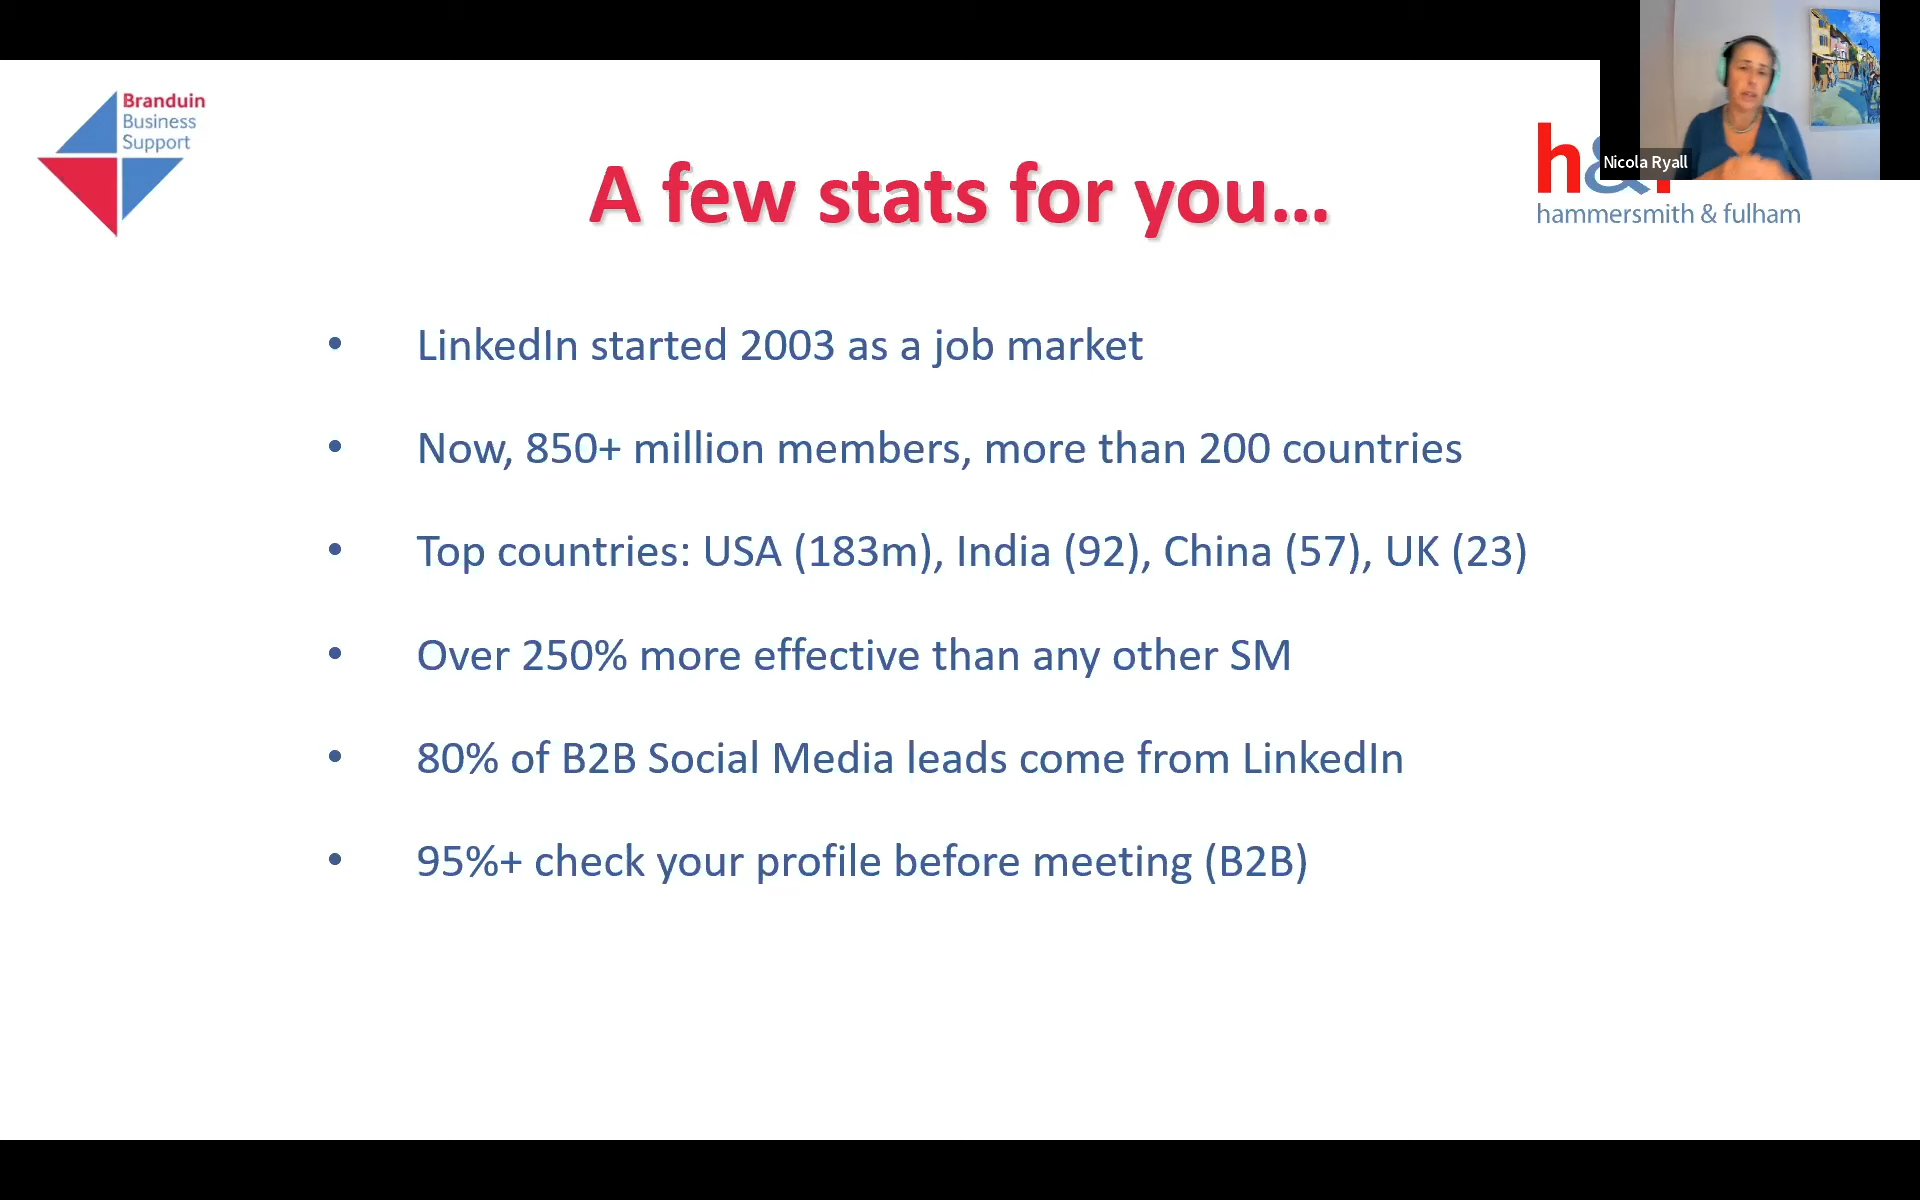 Branduin
Business
Support
A few stats for you...
h&
Nicola Ryall
hammersmith & fulham
• LinkedIn started 2003 as a job market
• Now, 850+ million members, more than 200 countries
• Top countries: USA (183m), India (92), China (57), UK (23)
• Over 250% more effective than any other SM
• 80% of B2B Social Media leads come from LinkedIn
• 95%+ check your profile before meeting (B2B)